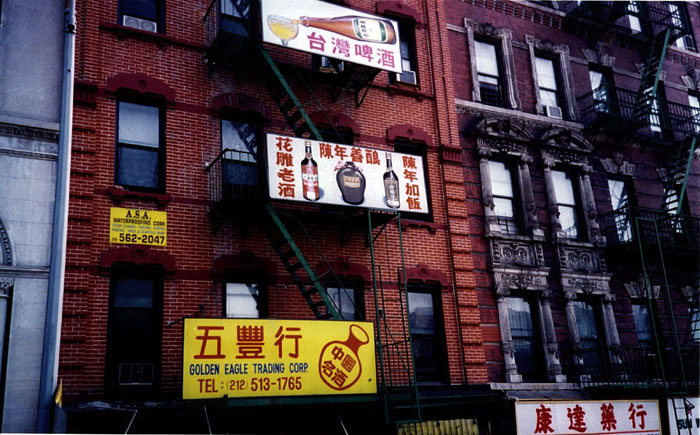 台灣啤酒
陳年善釀
花雕老酒
陳年加飯
A.S.A.
WATERPROOFING CORP
562-2047
五豐行
中國名酒
GOLDEN EAGLE TRADING CORP.
TEL: (212) 513-1765
康達藥行